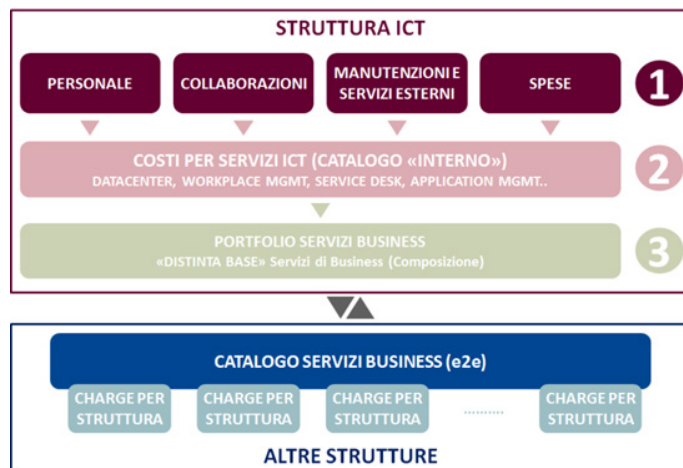 STRUTTURA ICT
PERSONALE
COLLABORAZIONI
MANUTENZIONI E
SERVIZI ESTERNI
SPESE
1
COSTI PER SERVIZI ICT (CATALOGO «INTERNO»)
DATACENTER, WORKPLACE MGMT, SERVICE DESK, APPLICATION MGMT..
2
PORTFOLIO SERVIZI BUSINESS
«DISTINTA BASE» Servizi di Business (Composizione)
3
CATALOGO SERVIZI BUSINESS (e2e)
CHARGE PER
STRUTTURA
CHARGE PER
STRUTTURA
CHARGE PER
STRUTTURA
..........
CHARGE PER
STRUTTURA
ALTRE STRUTTURE